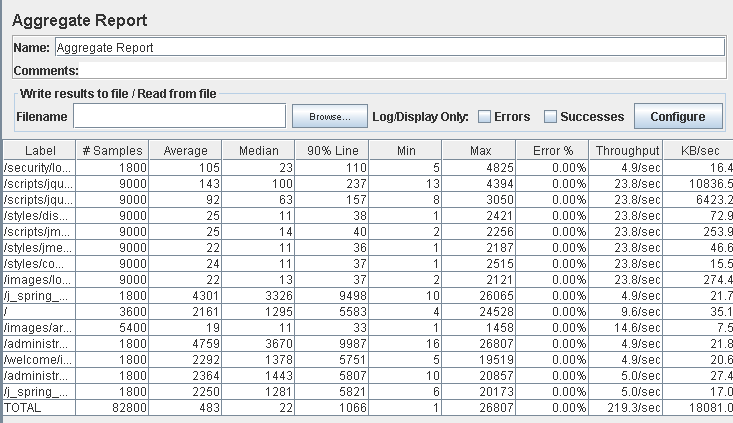 Aggregate Report
Name: Aggregate Report
Comments:
Write results to file / Read from file
Filename Browse... Log/Display Only: Errors Successes Configure
Label # Samples Average Median 90% Line Min Max Error % Throughput KB/sec
/security/lo... 1800 105 23 110 5 4825 0.00% 4.9/sec 16.4
/scripts/jqu... 9000 143 100 237 13 4394 0.00% 23.8/sec 10836.5
/scripts/jqu... 9000 92 63 157 8 3050 0.00% 23.8/sec 6423.2
/styles/dis... 9000 25 11 38 1 2421 0.00% 23.8/sec 72.9
/scripts/jm... 9000 25 14 40 2 2256 0.00% 23.8/sec 253.9
/styles/jme... 9000 22 11 36 1 2187 0.00% 23.8/sec 46.6
/styles/co... 9000 24 11 37 1 2515 0.00% 23.8/sec 15.5
/images/lo... 9000 22 13 37 2 2121 0.00% 23.8/sec 274.4
/j_spring_... 1800 4301 3326 9498 10 26065 0.00% 4.9/sec 21.7
/ 3600 2161 1295 5583 4 24528 0.00% 9.6/sec 35.1
/images/ar... 5400 19 11 33 1 1458 0.00% 14.6/sec 7.5
/administr... 1800 4759 3670 9987 16 26807 0.00% 4.9/sec 21.8
/welcome/i... 1800 2292 1378 5751 5 19519 0.00% 4.9/sec 20.6
/administr... 1800 2364 1443 5807 10 20857 0.00% 5.0/sec 27.4
/j_spring_... 1800 2250 1281 5821 6 20173 0.00% 5.0/sec 17.0
TOTAL 82800 483 22 1066 1 26807 0.00% 219.3/sec 18081.0